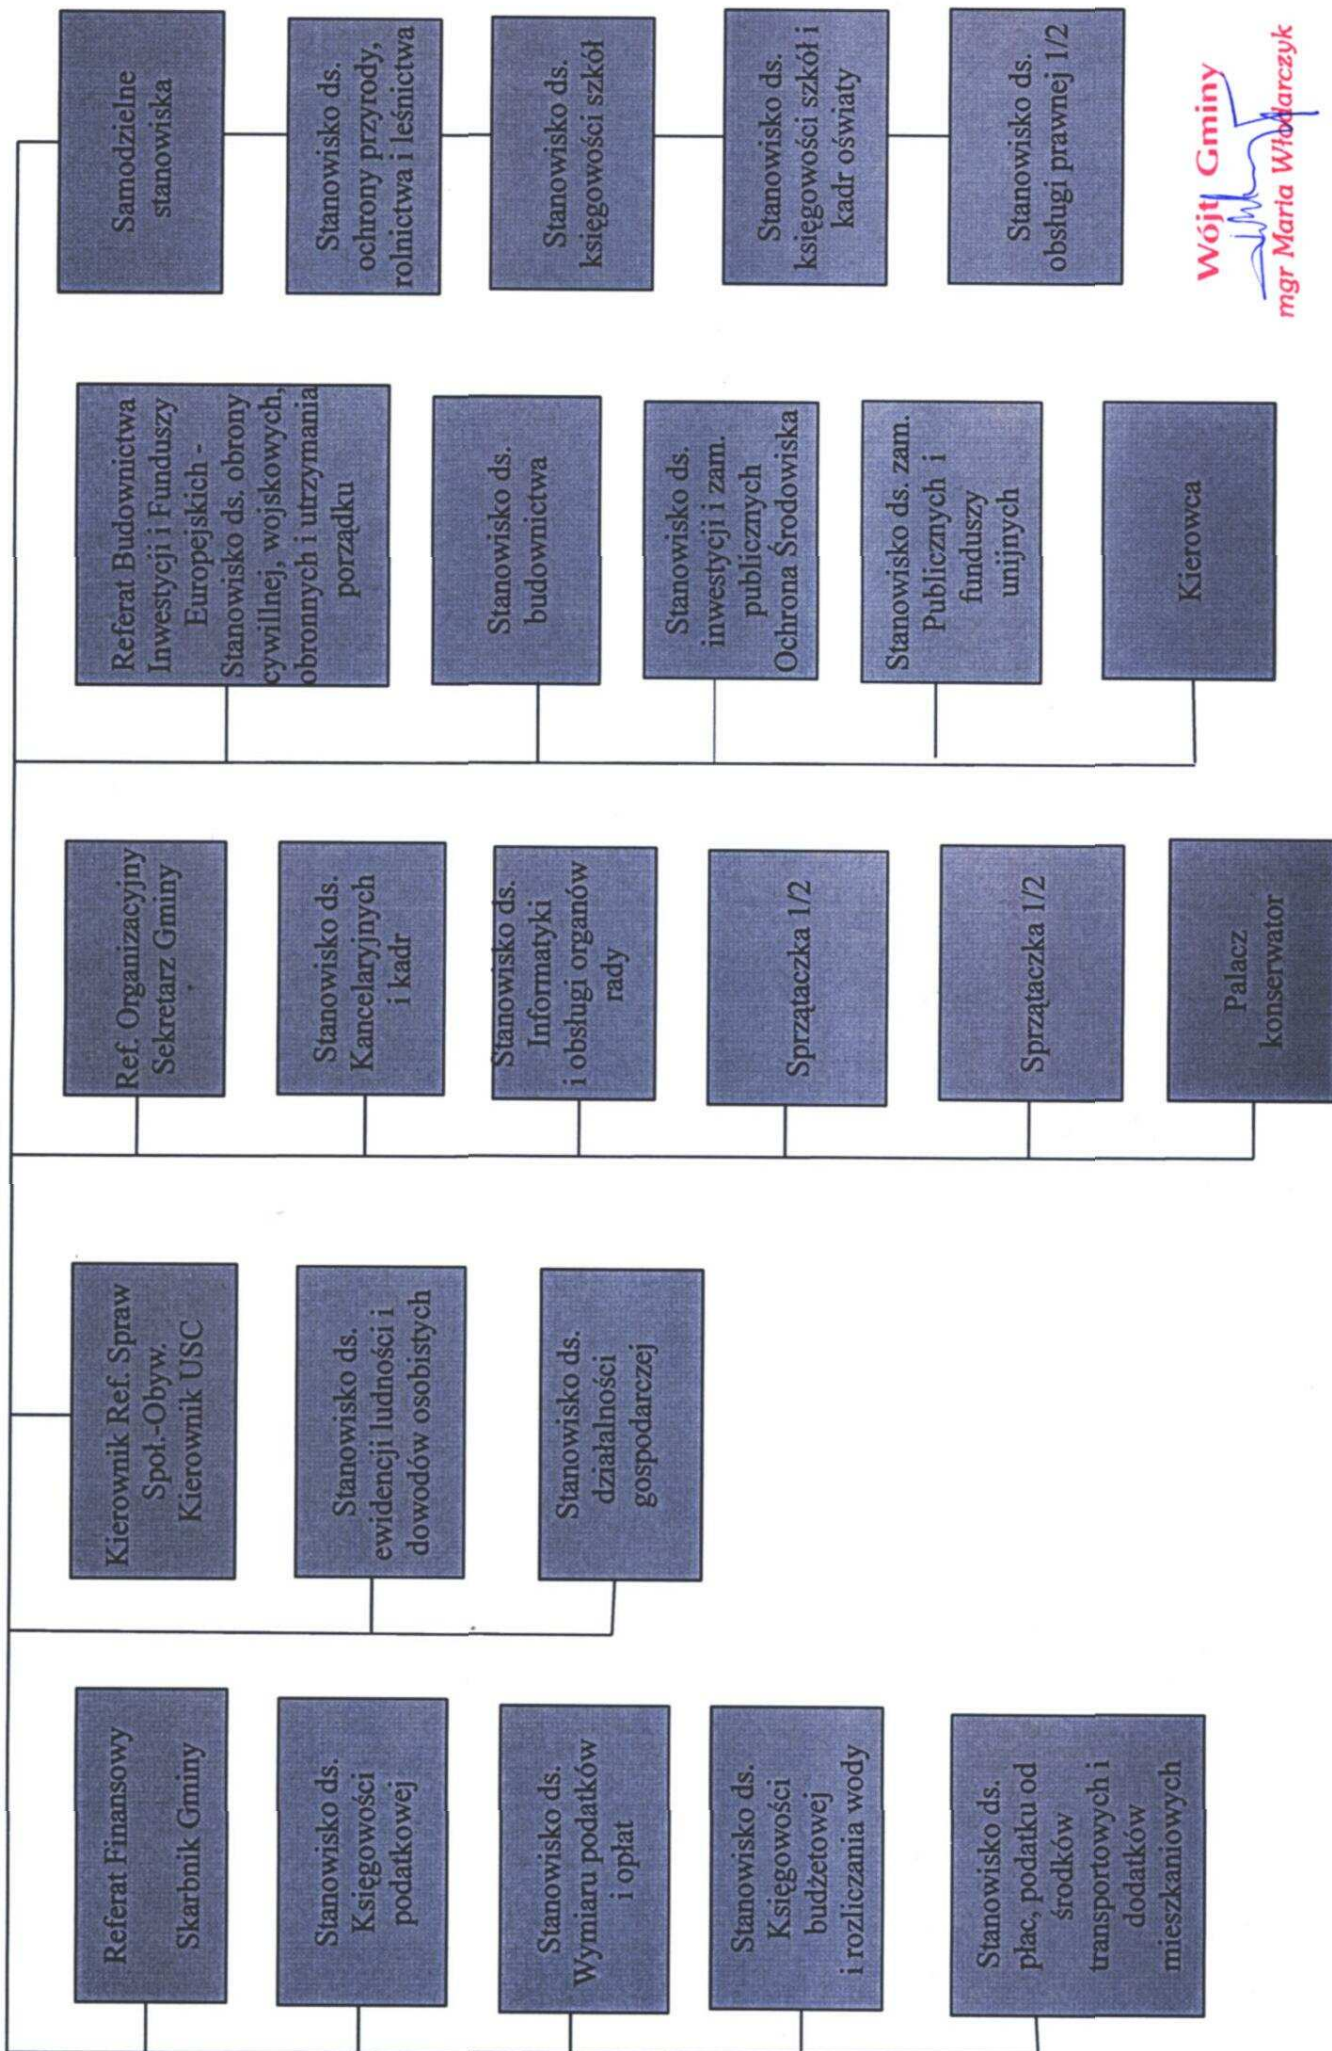 Referat Finansowy
Skarbnik Gminy
Stanowisko ds.
Księgowości
podatkowej
Stanowisko ds.
Wymiaru podatków
i opłat
Stanowisko ds.
Księgowości
budżetowej
i rozliczania wody
Stanowisko ds.
płac, podatku od
środków
transportowych i
dodatków
mieszkaniowych
Kierownik Ref. Spraw
Społ.-Obyw.
Kierownik USC
Stanowisko ds.
ewidencji ludności i
dowodów osobistych
Stanowisko ds.
działalności
gospodarczej
Ref. Organizacyjny
Sekretarz Gminy
Stanowisko ds.
Kancelaryjnych
i kadr
Stanowisko ds.
Informatyki
i obsługi organów
rady
Sprzątaczka 1/2
Sprzątaczka 1/2
Palacz
konserwator
Referat Budownictwa
Inwestycji i Funduszy
Europejskich -
Stanowisko ds. obrony
cywillnej, wojskowych,
obronnych i utrzymania
porządku
Stanowisko ds.
budownictwa
Stanowisko ds.
inwestycji i zam.
publicznych
Ochrona Środowiska
Stanowisko ds. zam.
Publicznych i
funduszy
unijnych
Kierowca
Samodzielne
stanowiska
Stanowisko ds.
ochrony przyrody,
rolnictwa i leśnictwa
Stanowisko ds.
księgowości szkół
Stanowisko ds.
księgowości szkół i
kadr oświaty
Stanowisko ds.
obsługi prawnej 1/2
Wójt Gminy
mgr Maria Włodarczyk